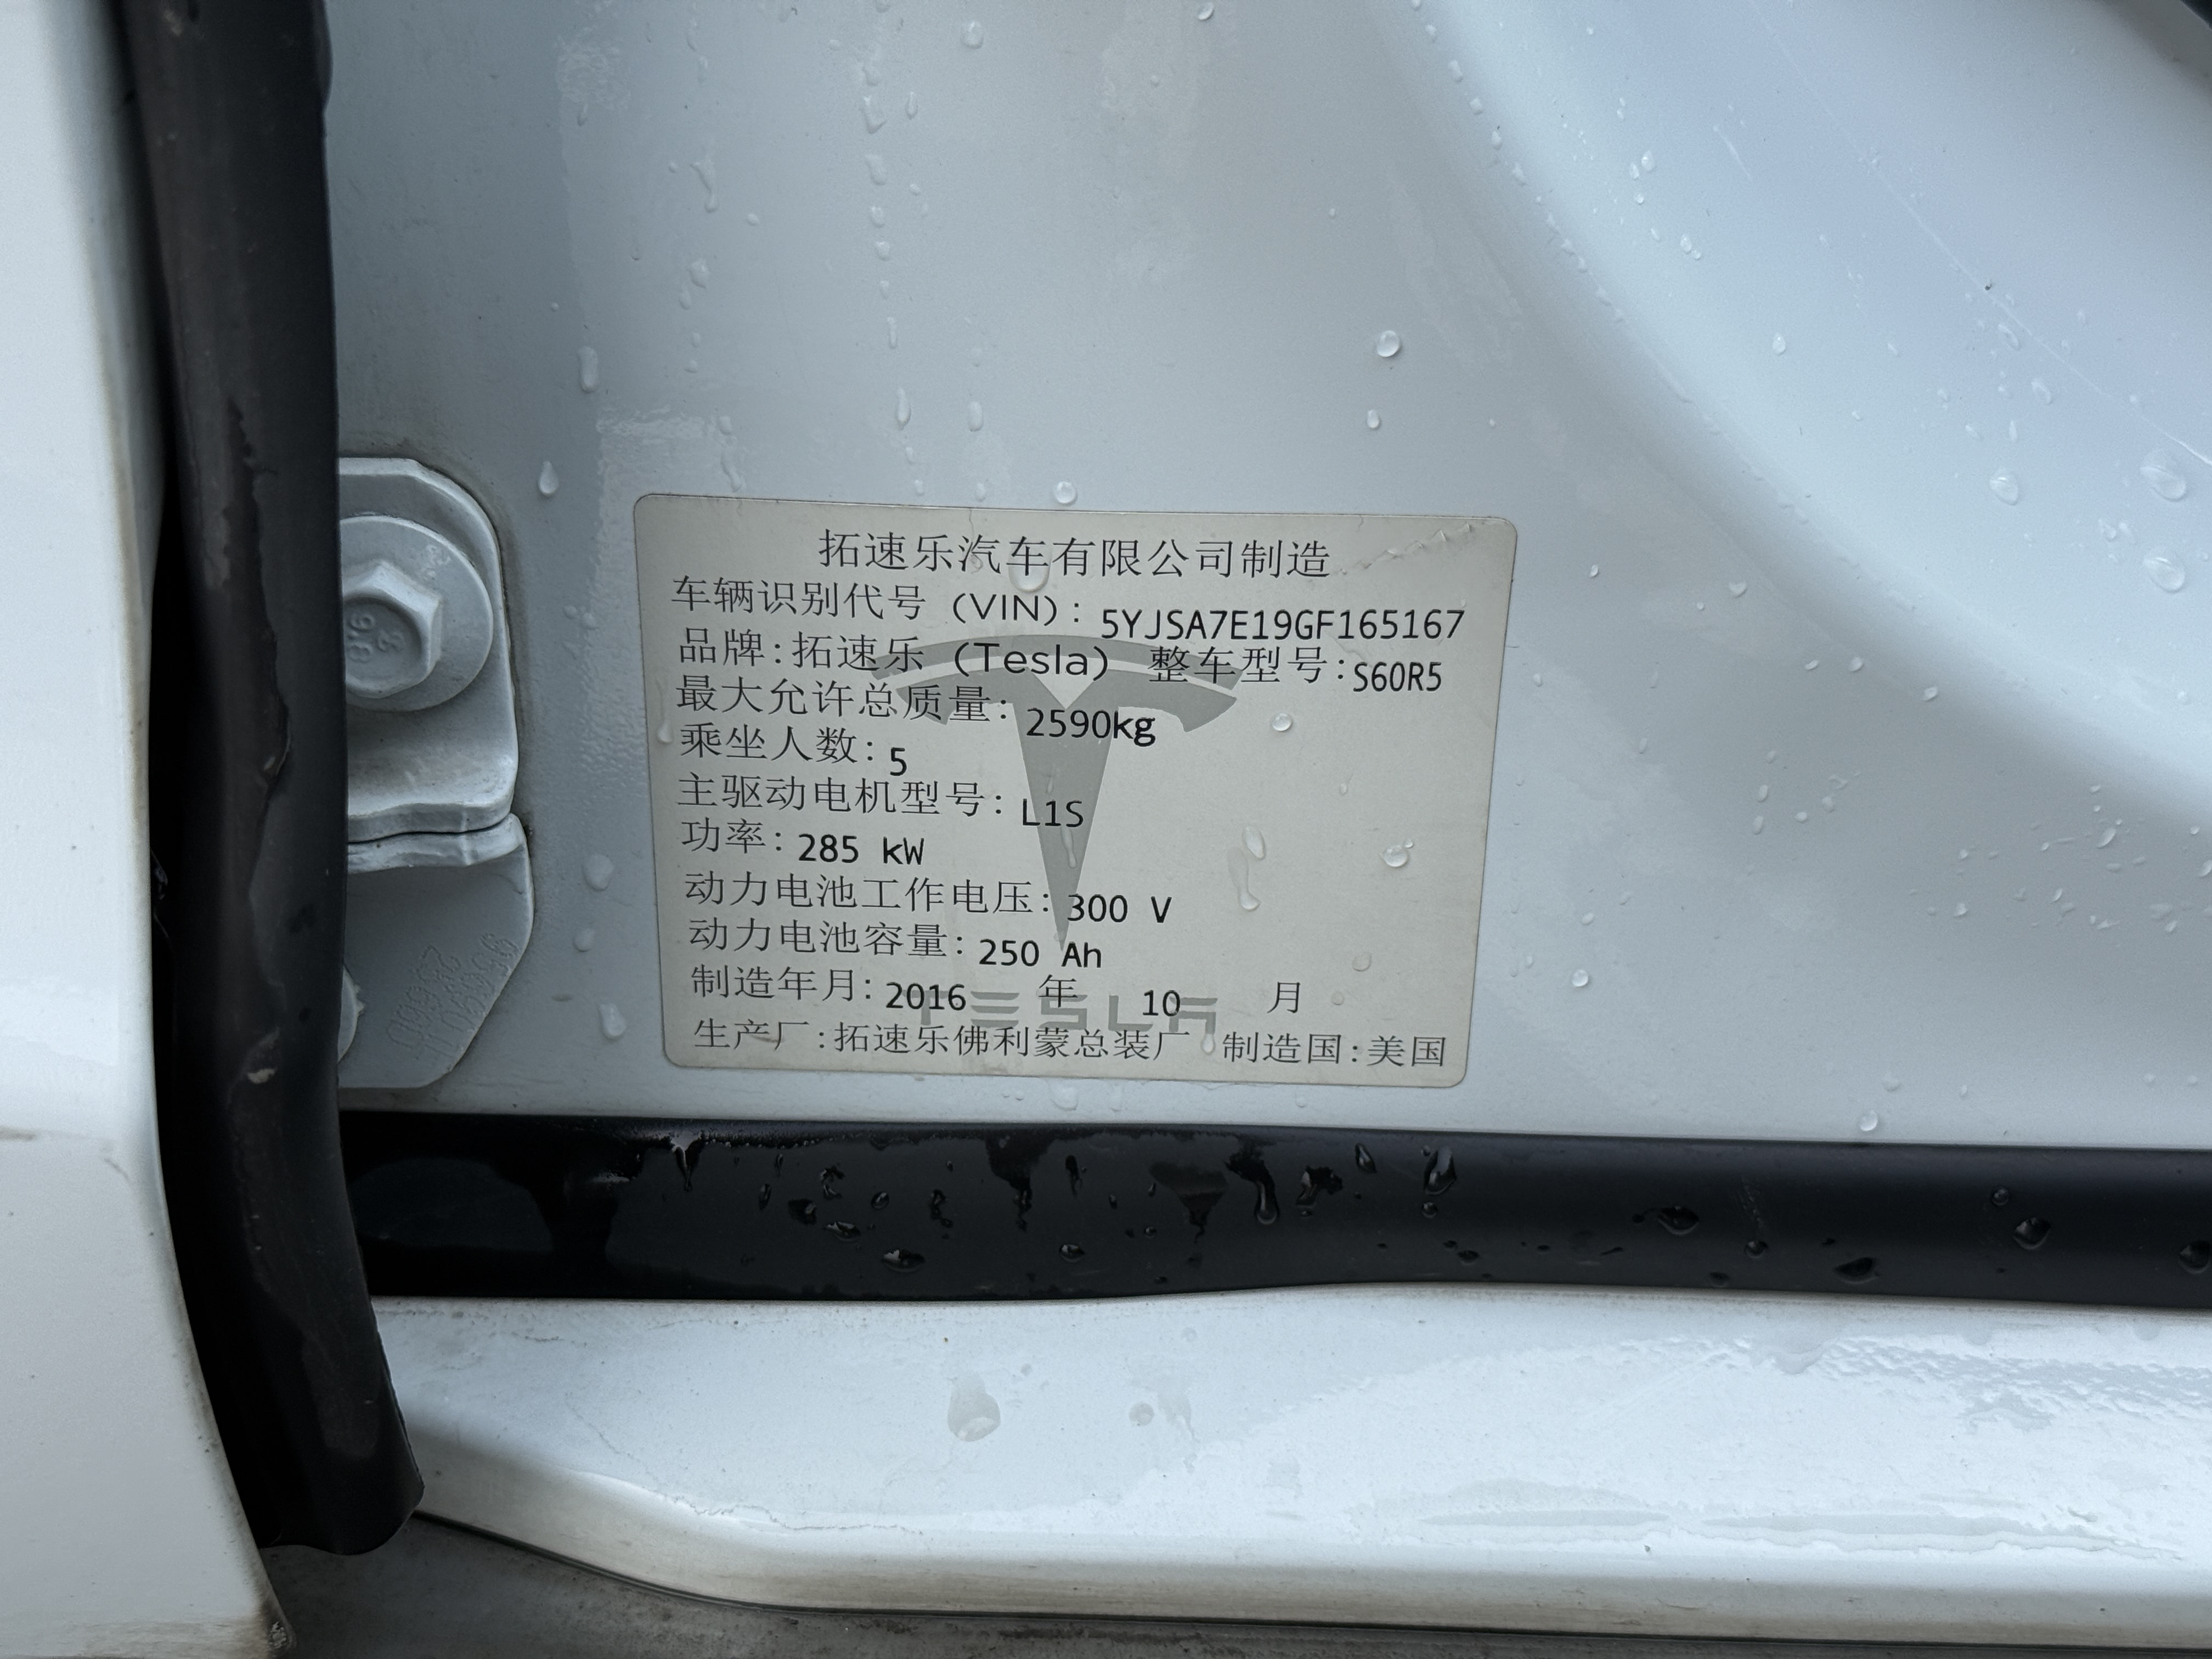 拓速乐汽车有限公司制造
车辆识别代号 (VIN): 5YJSA7E19GF165167
品牌:拓速乐 (Tesla) 整车型号:S60R5
最大允许总质量: 2590kg
乘坐人数: 5
主驱动电机型号: L1S
功率: 285 kW
动力电池工作电压: 300 V
动力电池容量: 250 Ah
制造年月: 2016 年 10 月
TESLA
生产厂:拓速乐佛利蒙总装厂 制造国:美国